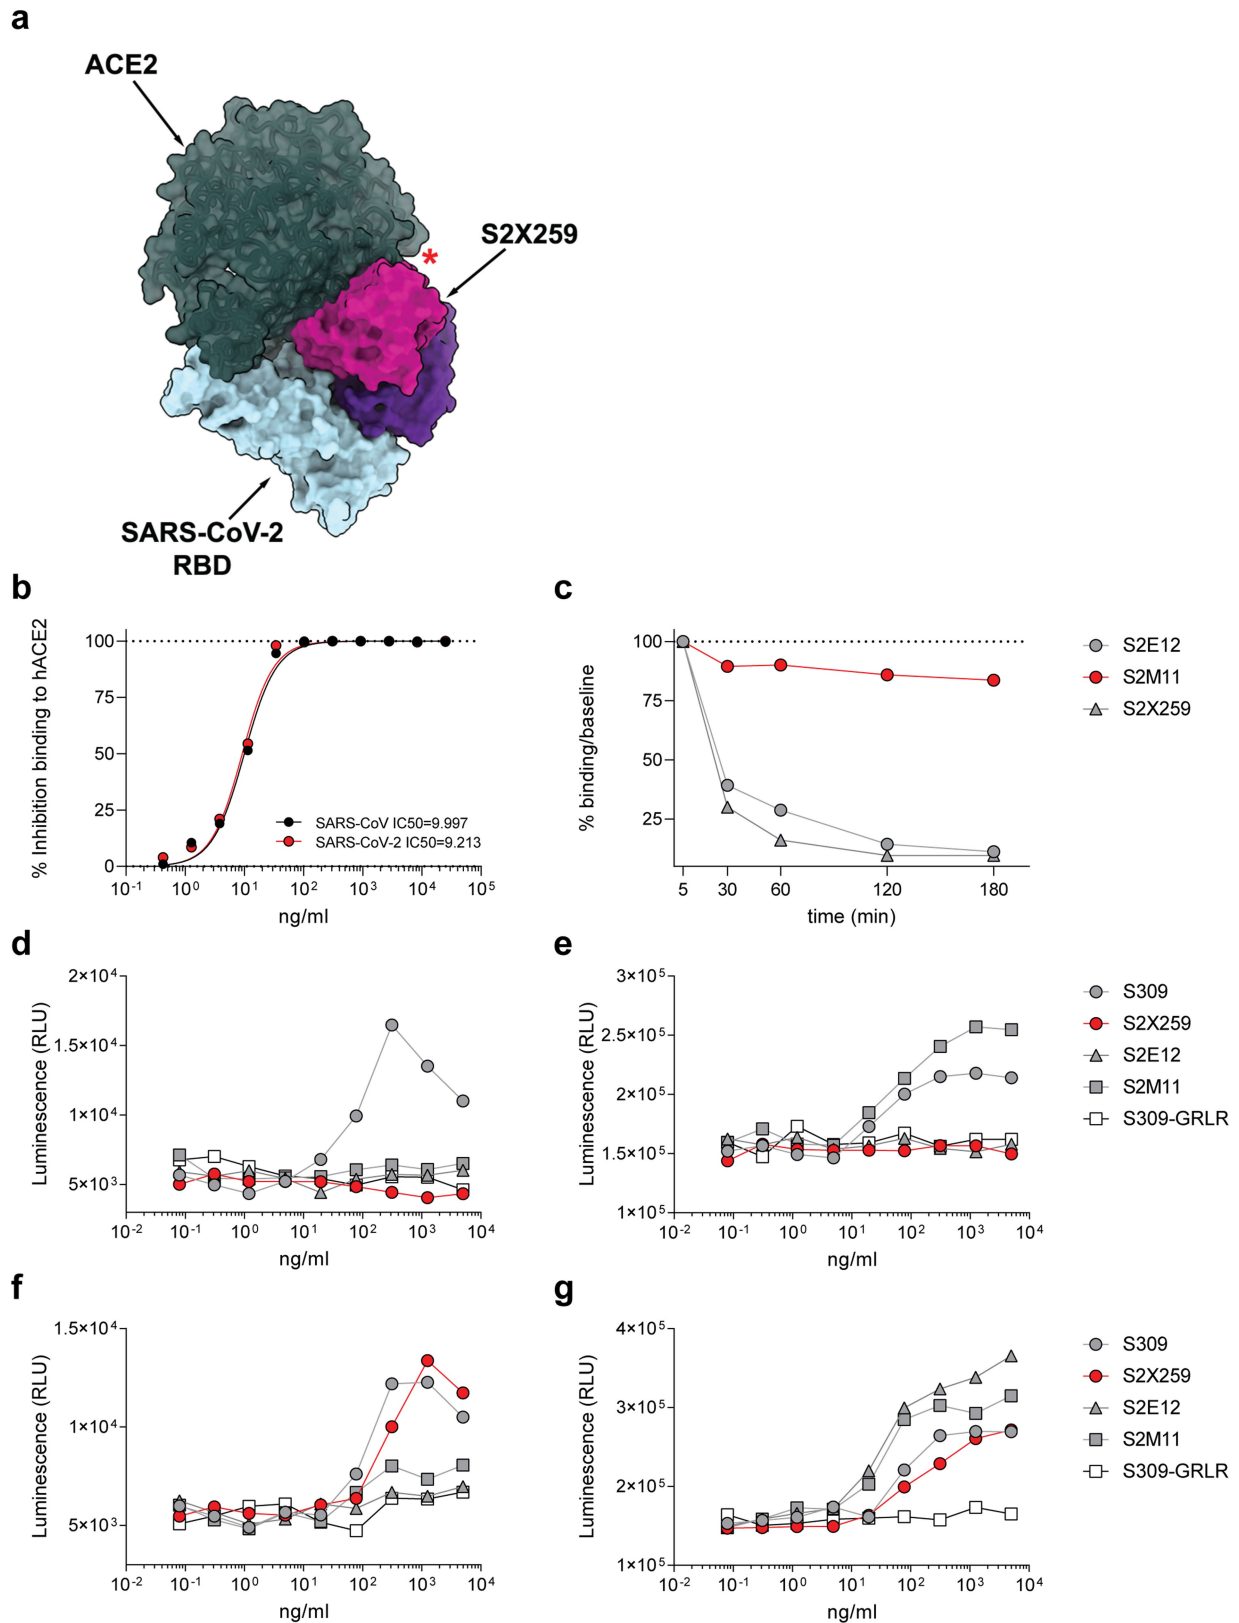 a
ACE2
S2X259
*
SARS-CoV-2
RBD
b
% Inhibition binding to hACE2
100
75
50
25
0
SARS-CoV IC50=9.997
SARS-CoV-2 IC50=9.213
10⁻¹ 10⁰ 10¹ 10² 10³ 10⁴ 10⁵
ng/ml
c
% binding/baseline
100
75
50
25
5 30 60 120 180
time (min)
S2E12
S2M11
S2X259
d
Luminescence (RLU)
2×10⁴
1.5×10⁴
1×10⁴
5×10³
10⁻² 10⁻¹ 10⁰ 10¹ 10² 10³ 10⁴
ng/ml
e
Luminescence (RLU)
3×10⁵
2.5×10⁵
2×10⁵
1.5×10⁵
1×10⁵
10⁻² 10⁻¹ 10⁰ 10¹ 10² 10³ 10⁴
ng/ml
S309
S2X259
S2E12
S2M11
S309-GRLR
f
Luminescence (RLU)
1.5×10⁴
1×10⁴
5×10³
10⁻² 10⁻¹ 10⁰ 10¹ 10² 10³ 10⁴
ng/ml
g
Luminescence (RLU)
4×10⁵
3×10⁵
2×10⁵
1×10⁵
10⁻² 10⁻¹ 10⁰ 10¹ 10² 10³ 10⁴
ng/ml
S309
S2X259
S2E12
S2M11
S309-GRLR